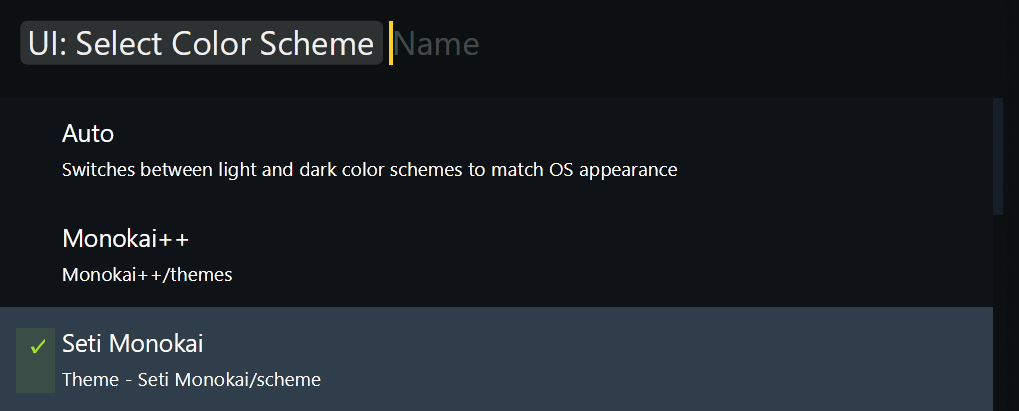 UI: Select Color Scheme Name
Auto
Switches between light and dark color schemes to match OS appearance
Monokai++
Monokai++/themes
✓ Seti Monokai
Theme - Seti Monokai/scheme